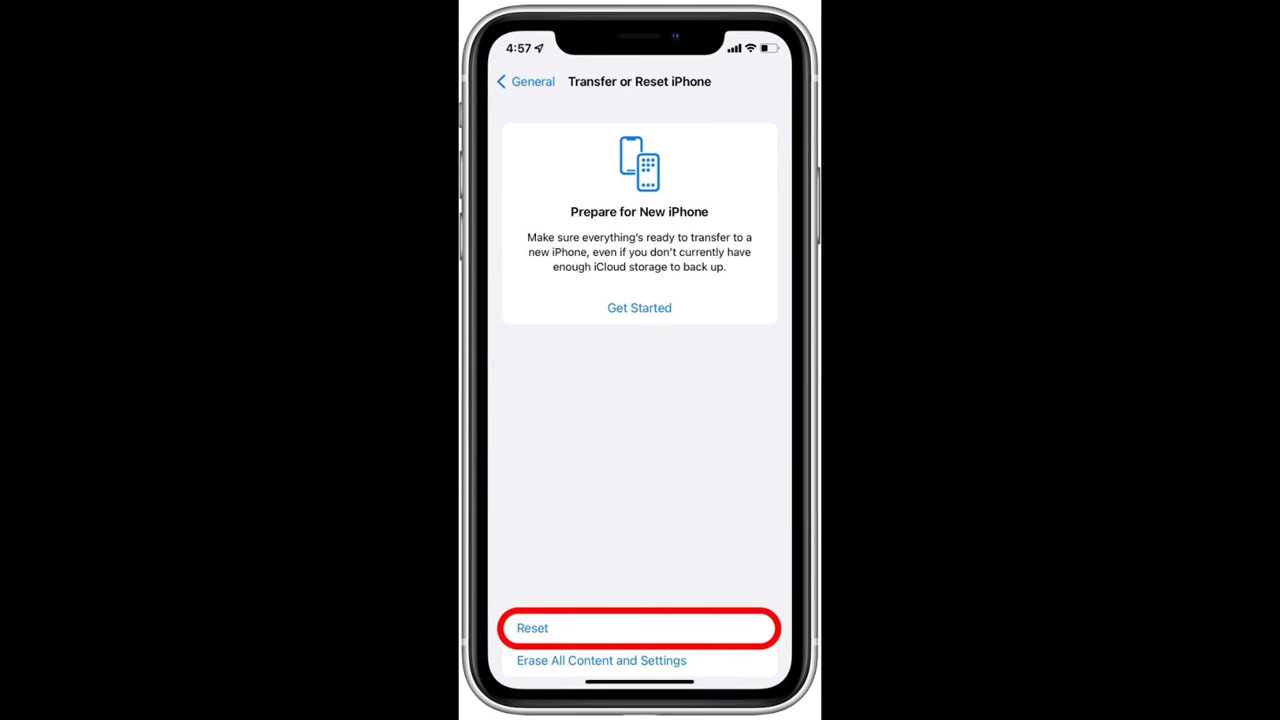 4:57
General
Transfer or Reset iPhone
Prepare for New iPhone
Make sure everything's ready to transfer to a
new iPhone, even if you don't currently have
enough iCloud storage to back up.
Get Started
Reset
Erase All Content and Settings